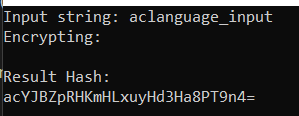 Input string: aclanguage_input
Encrypting:
Result Hash:
acYJBZpRHKmHLxuyHd3Ha8PT9n4=